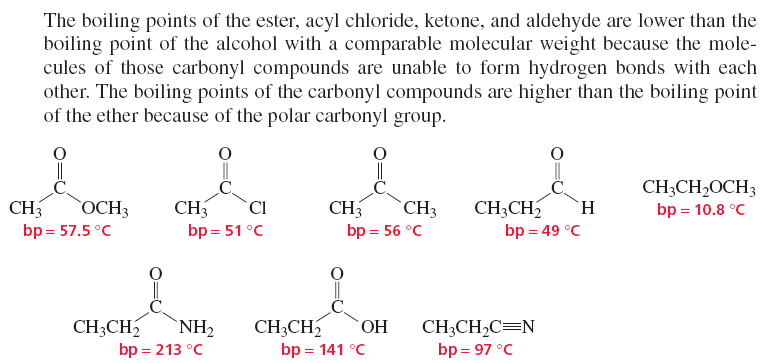 The boiling points of the ester, acyl chloride, ketone, and aldehyde are lower than the
boiling point of the alcohol with a comparable molecular weight because the mole-
cules of those carbonyl compounds are unable to form hydrogen bonds with each
other. The boiling points of the carbonyl compounds are higher than the boiling point
of the ether because of the polar carbonyl group.
O O O O
C C C C
CH₃ OCH₃ CH₃ Cl CH₃ CH₃ CH₃CH₂ H CH₃CH₂OCH₃
bp = 57.5 °C bp = 51 °C bp = 56 °C bp = 49 °C bp = 10.8 °C
O O
C C
CH₃CH₂ NH₂ CH₃CH₂ OH CH₃CH₂C≡N
bp = 213 °C bp = 141 °C bp = 97 °C